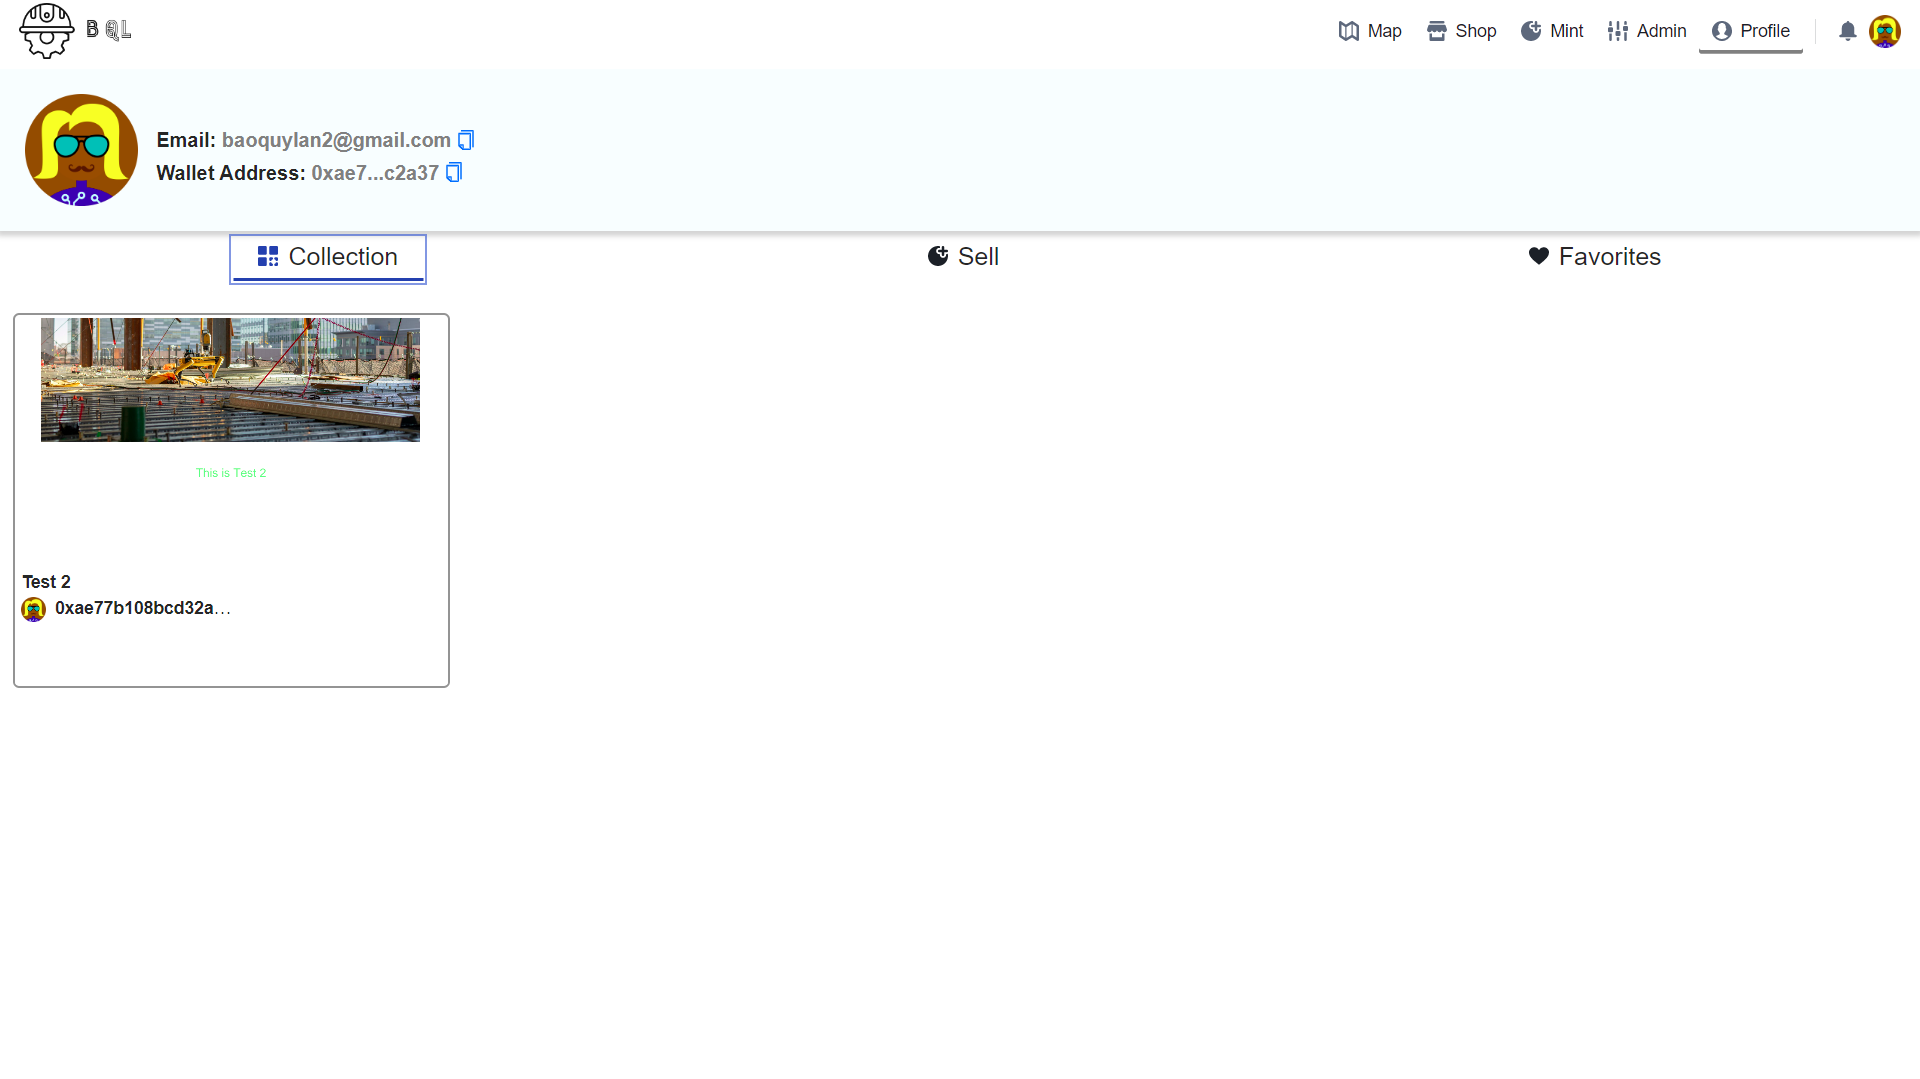 B QL
Map Shop Mint Admin Profile
Email: baoquylan2@gmail.com
Wallet Address: 0xae7...c2a37
Collection Sell Favorites
This is Test 2
Test 2
0xae77b108bcd32a...